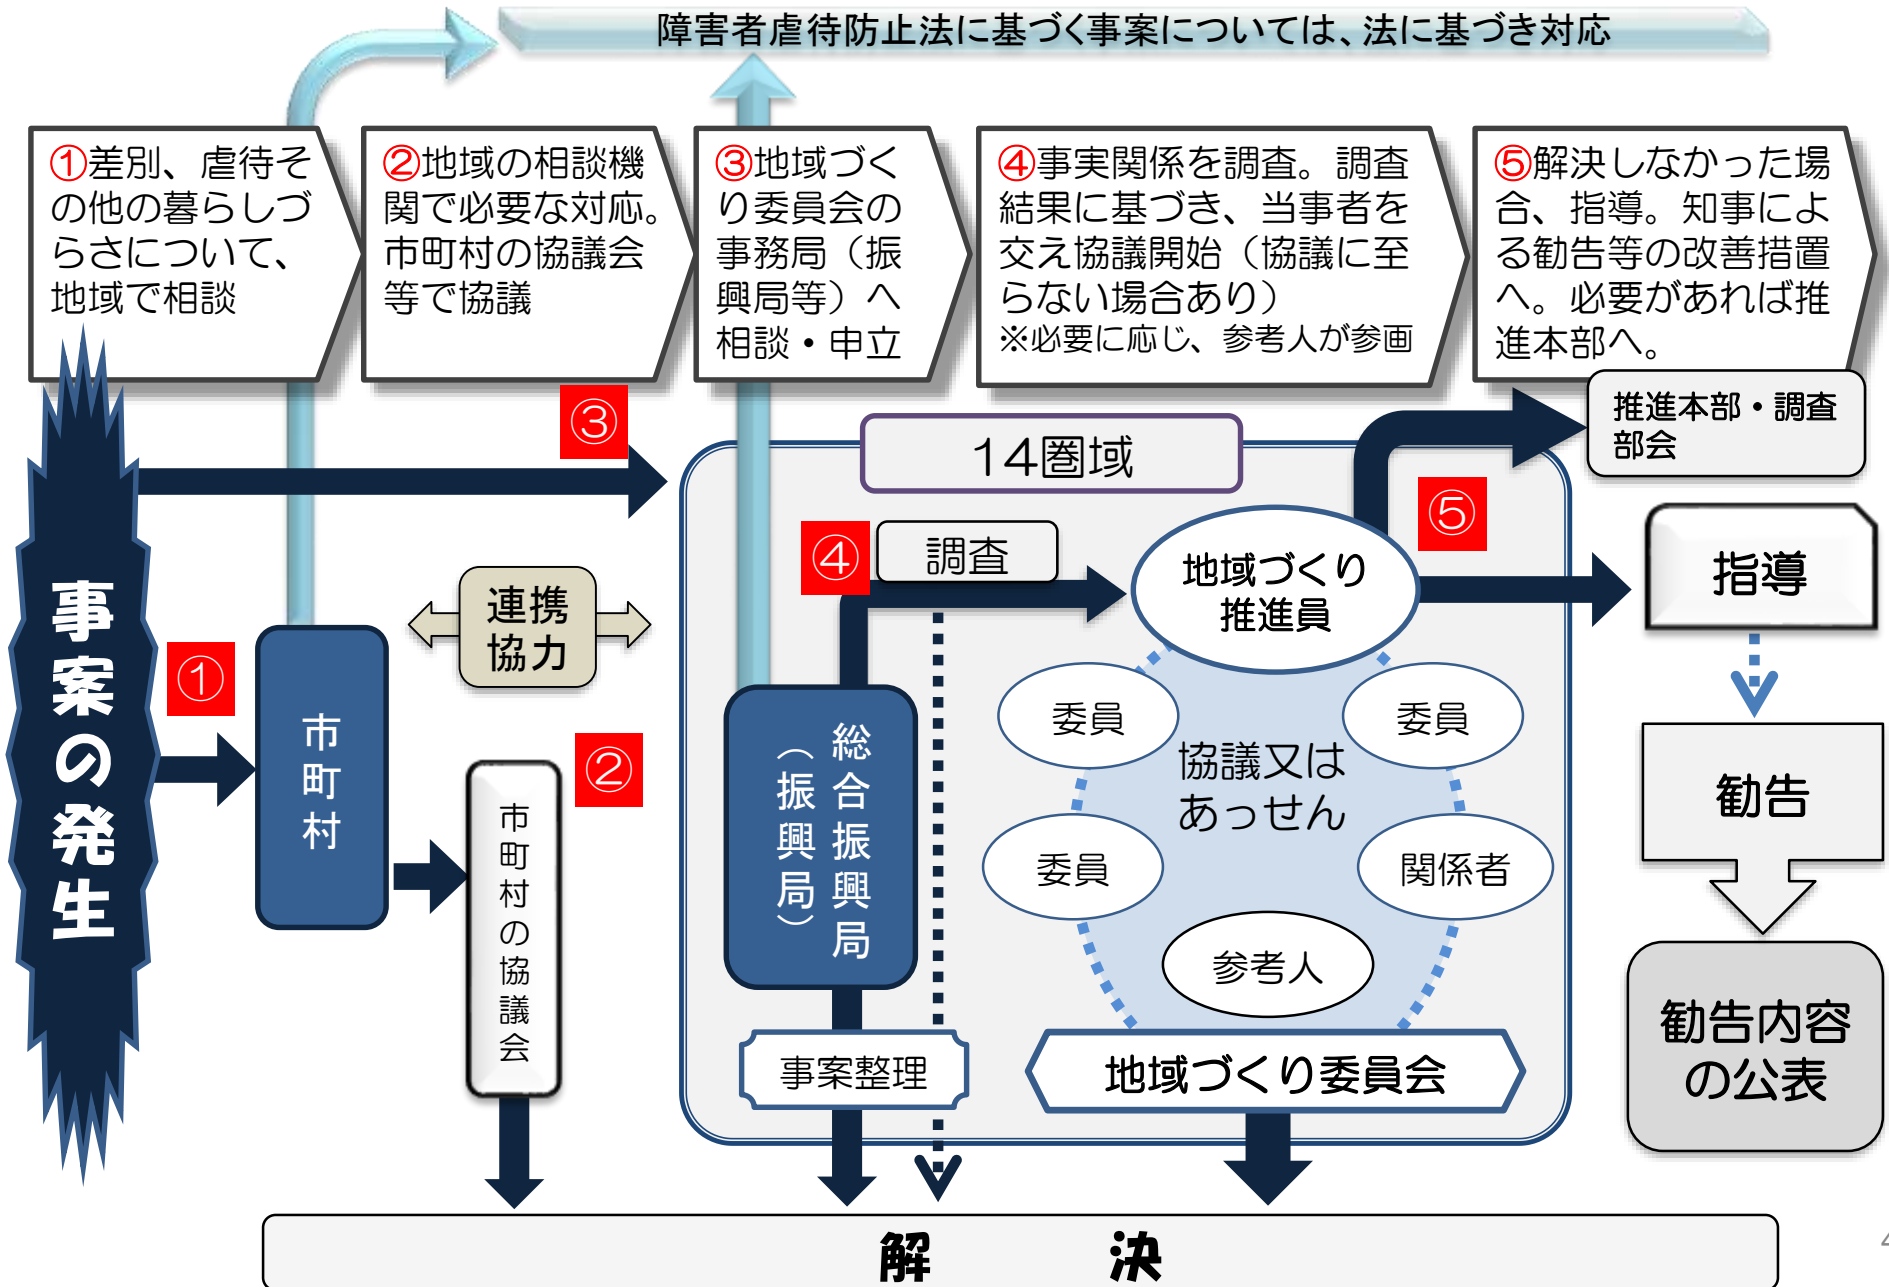 障害者虐待防止法に基づく事案については、法に基づき対応
①差別、虐待そ
の他の暮らしづ
らさについて、
地域で相談
②地域の相談機
関で必要な対応。
市町村の協議会
等で協議
③地域づく
り委員会の
事務局（振
興局等）へ
相談・申立
④事実関係を調査。調査
結果に基づき、当事者を
交え協議開始（協議に至
らない場合あり）
※必要に応じ、参考人が参画
⑤解決しなかった場
合、指導。知事によ
る勧告等の改善措置
へ。必要があれば推
進本部へ。
推進本部・調査
部会
③
14圏域
⑤
④
調査
地域づくり
推進員
指導
事案の発生
連携
協力
①
市町村
②
市町村の協議会
総合振興局
（振興局）
委員
委員
協議又は
あっせん
委員
関係者
参考人
勧告
事案整理
地域づくり委員会
勧告内容
の公表
解　決